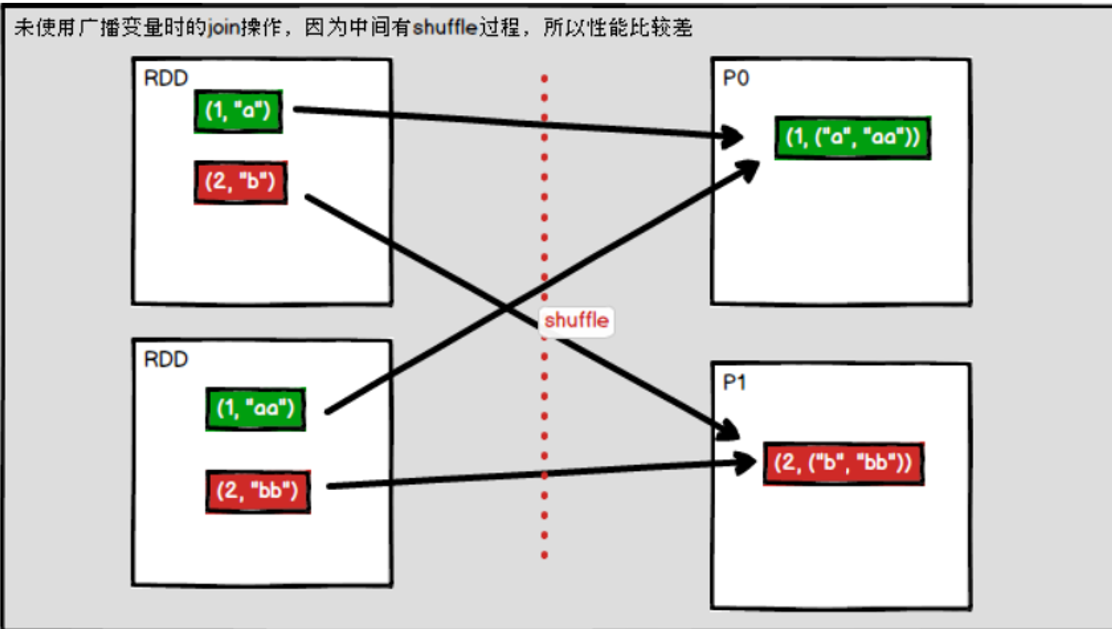 未使用广播变量时的join操作，因为中间有shuffle过程，所以性能比较差
RDD
(1, "a")
(2, "b")
P0
(1, ("a", "aa"))
shuffle
RDD
(1, "aa")
(2, "bb")
P1
(2, ("b", "bb"))